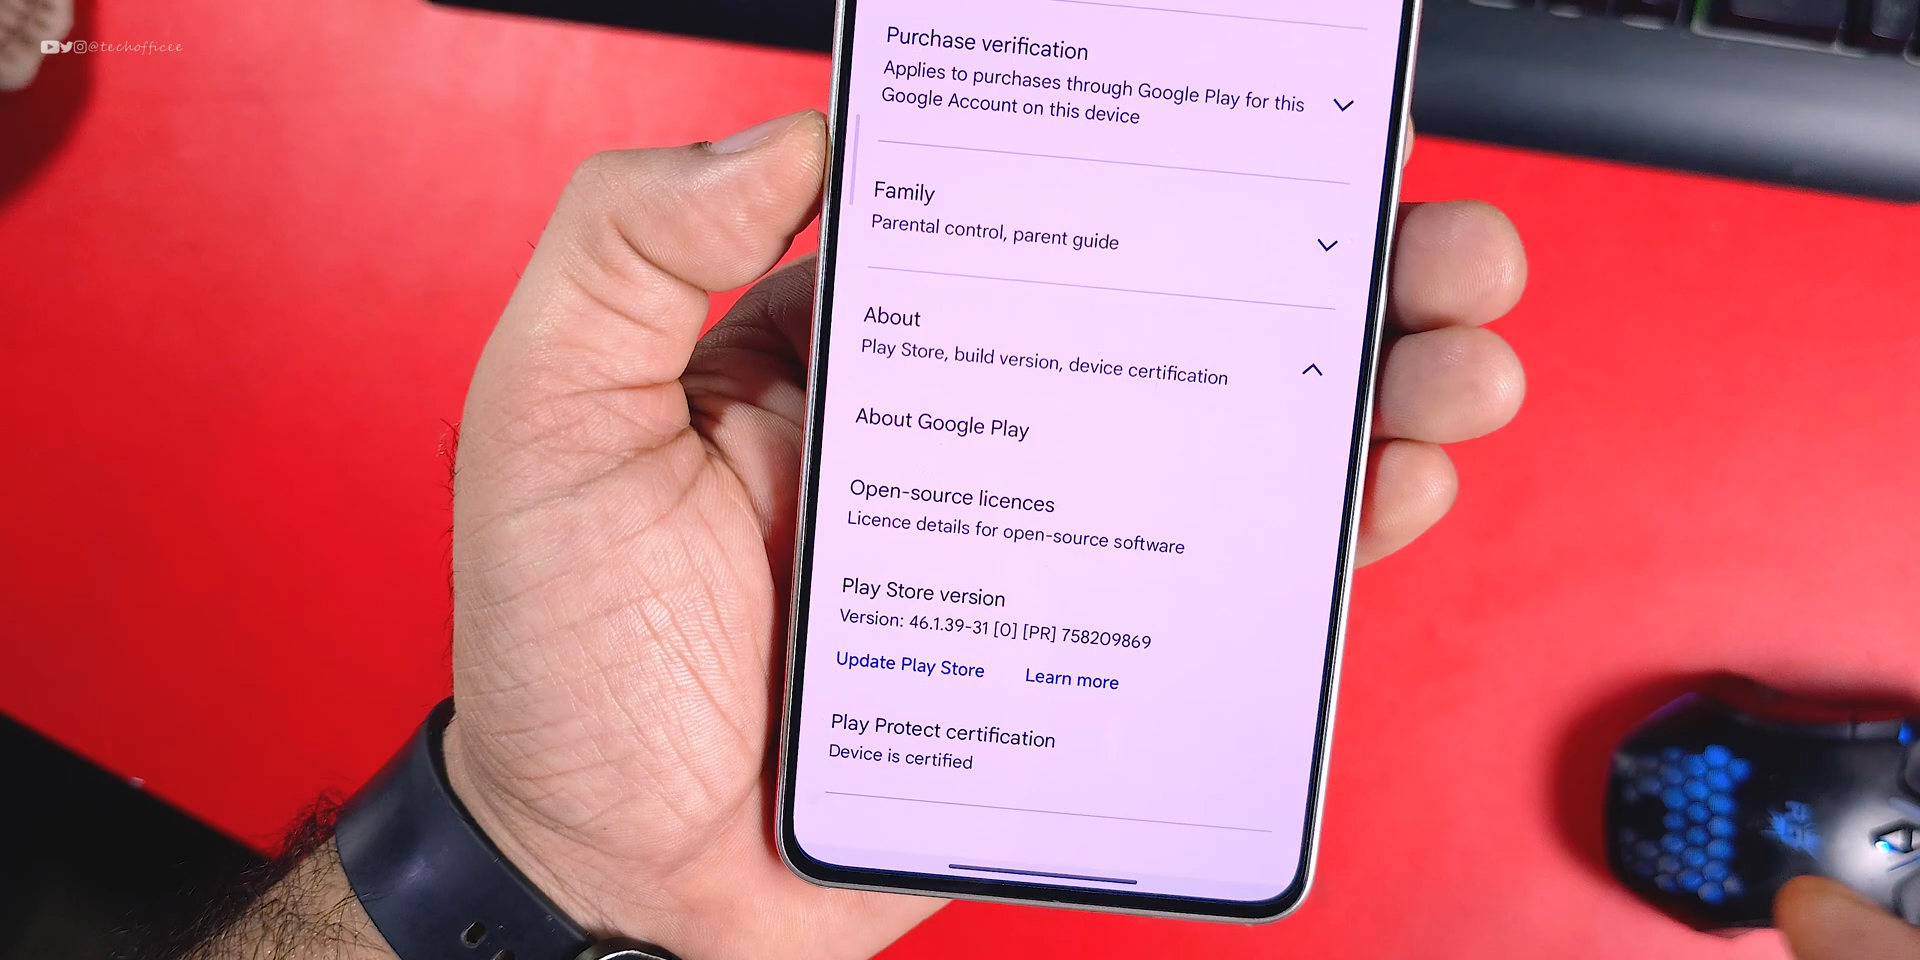 @techofficee
Purchase verification
Applies to purchases through Google Play for this
Google Account on this device
Family
Parental control, parent guide
About
Play Store, build version, device certification
About Google Play
Open-source licences
Licence details for open-source software
Play Store version
Version: 46.1.39-31 [0] [PR] 758209869
Update Play Store Learn more
Play Protect certification
Device is certified